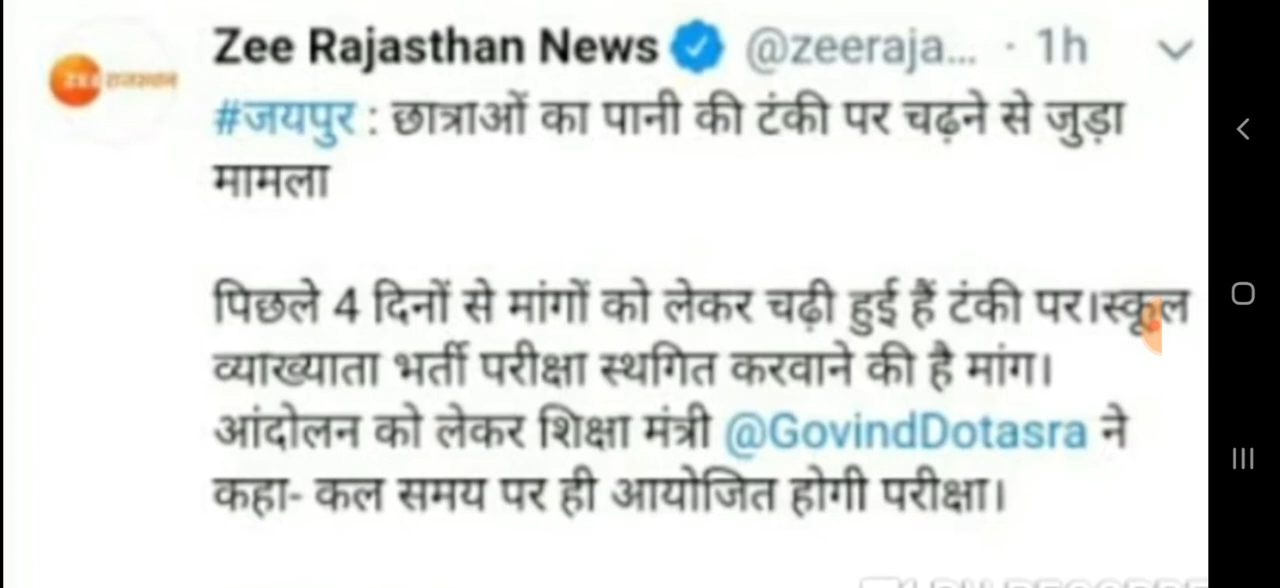 Zee Rajasthan News @zeeraja... · 1h
#जयपुर : छात्राओं का पानी की टंकी पर चढ़ने से जुड़ा
मामला
पिछले 4 दिनों से मांगों को लेकर चढ़ी हुई हैं टंकी पर।स्कूल
व्याख्याता भर्ती परीक्षा स्थगित करवाने की है मांग।
आंदोलन को लेकर शिक्षा मंत्री @GovindDotasra ने
कहा- कल समय पर ही आयोजित होगी परीक्षा।